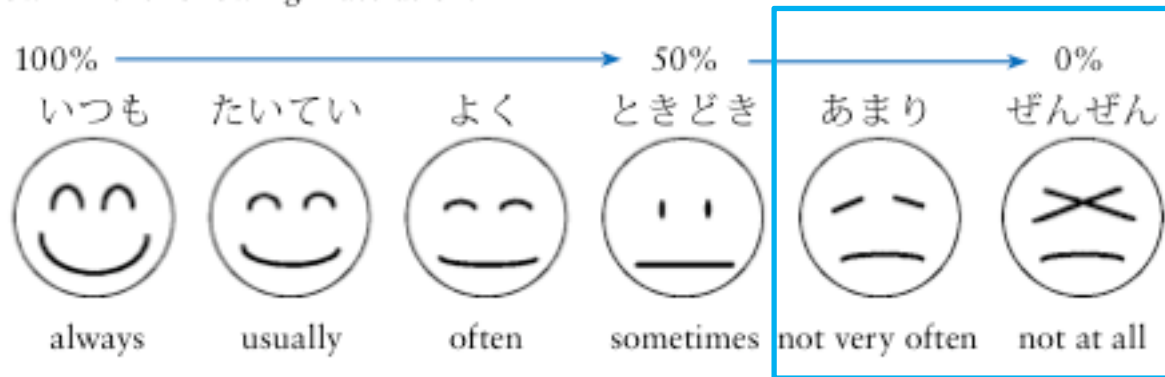 100% 50% 0%
いつも たいてい よく ときどき あまり ぜんぜん
always usually often sometimes not very often not at all